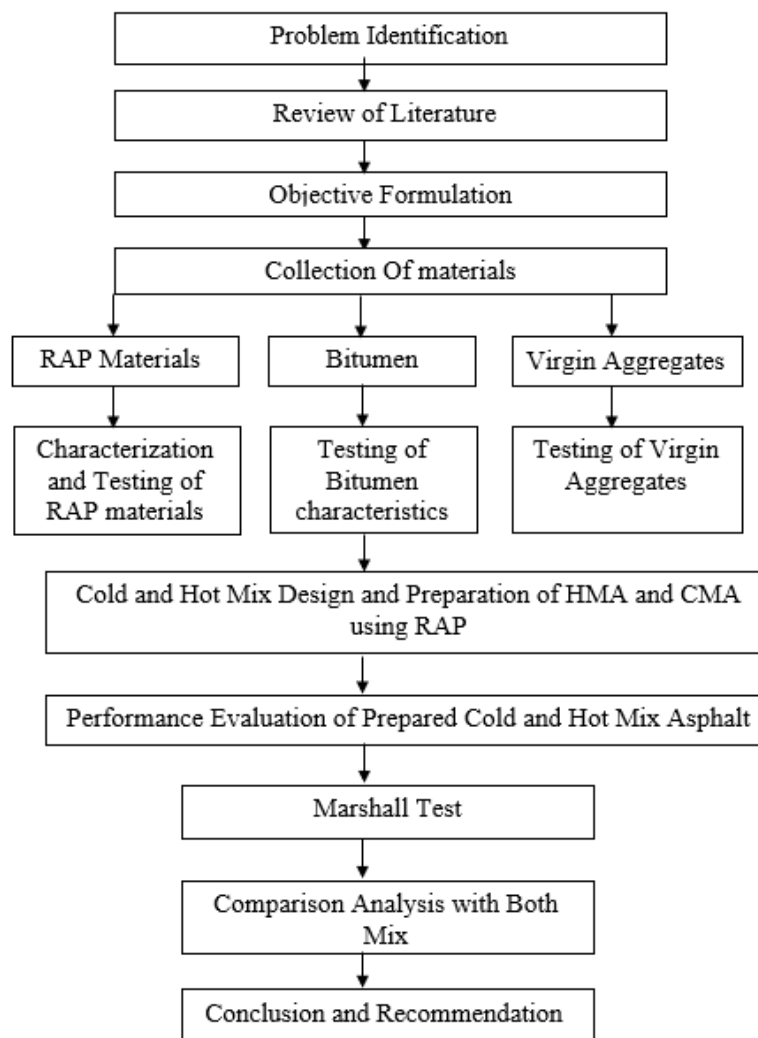 Problem Identification
Review of Literature
Objective Formulation
Collection Of materials
RAP Materials
Bitumen
Virgin Aggregates
Characterization
and Testing of
RAP materials
Testing of
Bitumen
characteristics
Testing of Virgin
Aggregates
Cold and Hot Mix Design and Preparation of HMA and CMA
using RAP
Performance Evaluation of Prepared Cold and Hot Mix Asphalt
Marshall Test
Comparison Analysis with Both
Mix
Conclusion and Recommendation